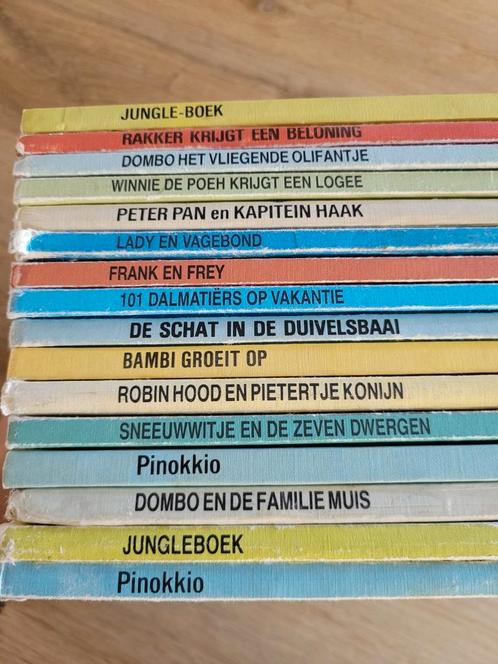 JUNGLE-BOEK
RAKKER KRIJGT EEN BELONING
DOMBO HET VLIEGENDE OLIFANTJE
WINNIE DE POEH KRIJGT EEN LOGEE
PETER PAN en KAPITEIN HAAK
LADY EN VAGEBOND
FRANK EN FREY
101 DALMATIËRS OP VAKANTIE
DE SCHAT IN DE DUIVELSBAAI
BAMBI GROEIT OP
ROBIN HOOD EN PIETERTJE KONIJN
SNEEUWWITJE EN DE ZEVEN DWERGEN
Pinokkio
DOMBO EN DE FAMILIE MUIS
JUNGLEBOEK
Pinokkio